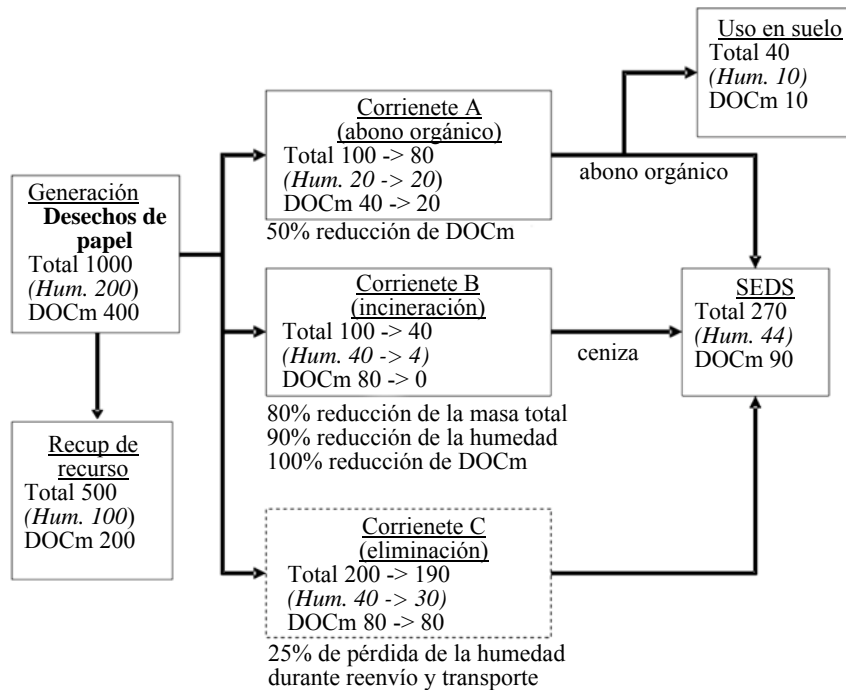 Generación
Desechos de
papel
Total 1000
(Hum. 200)
DOCm 400
Recup de
recurso
Total 500
(Hum. 100)
DOCm 200
Corrienete A
(abono orgánico)
Total 100 -> 80
(Hum. 20 -> 20)
DOCm 40 -> 20
50% reducción de DOCm
Corrienete B
(incineración)
Total 100 -> 40
(Hum. 40 -> 4)
DOCm 80 -> 0
80% reducción de la masa total
90% reducción de la humedad
100% reducción de DOCm
Corrienete C
(eliminación)
Total 200 -> 190
(Hum. 40 -> 30)
DOCm 80 -> 80
25% de pérdida de la humedad
durante reenvío y transporte
abono orgánico
ceniza
Uso en suelo
Total 40
(Hum. 10)
DOCm 10
SEDS
Total 270
(Hum. 44)
DOCm 90